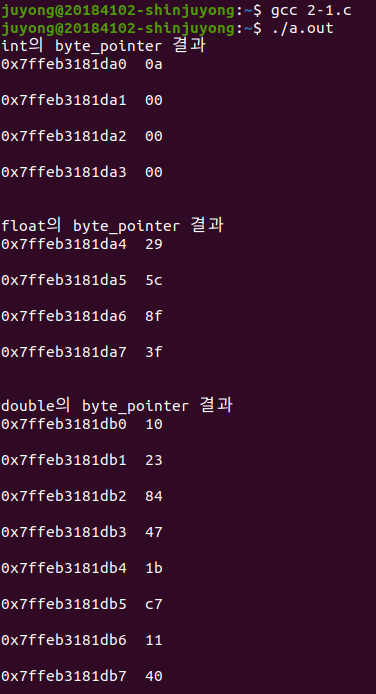 juyong@20184102-shinjuyong:~$ gcc 2-1.c
juyong@20184102-shinjuyong:~$ ./a.out
int의 byte_pointer 결과
0x7ffeb3181da0  0a
0x7ffeb3181da1  00
0x7ffeb3181da2  00
0x7ffeb3181da3  00
float의 byte_pointer 결과
0x7ffeb3181da4  29
0x7ffeb3181da5  5c
0x7ffeb3181da6  8f
0x7ffeb3181da7  3f
double의 byte_pointer 결과
0x7ffeb3181db0  10
0x7ffeb3181db1  23
0x7ffeb3181db2  84
0x7ffeb3181db3  47
0x7ffeb3181db4  1b
0x7ffeb3181db5  c7
0x7ffeb3181db6  11
0x7ffeb3181db7  40